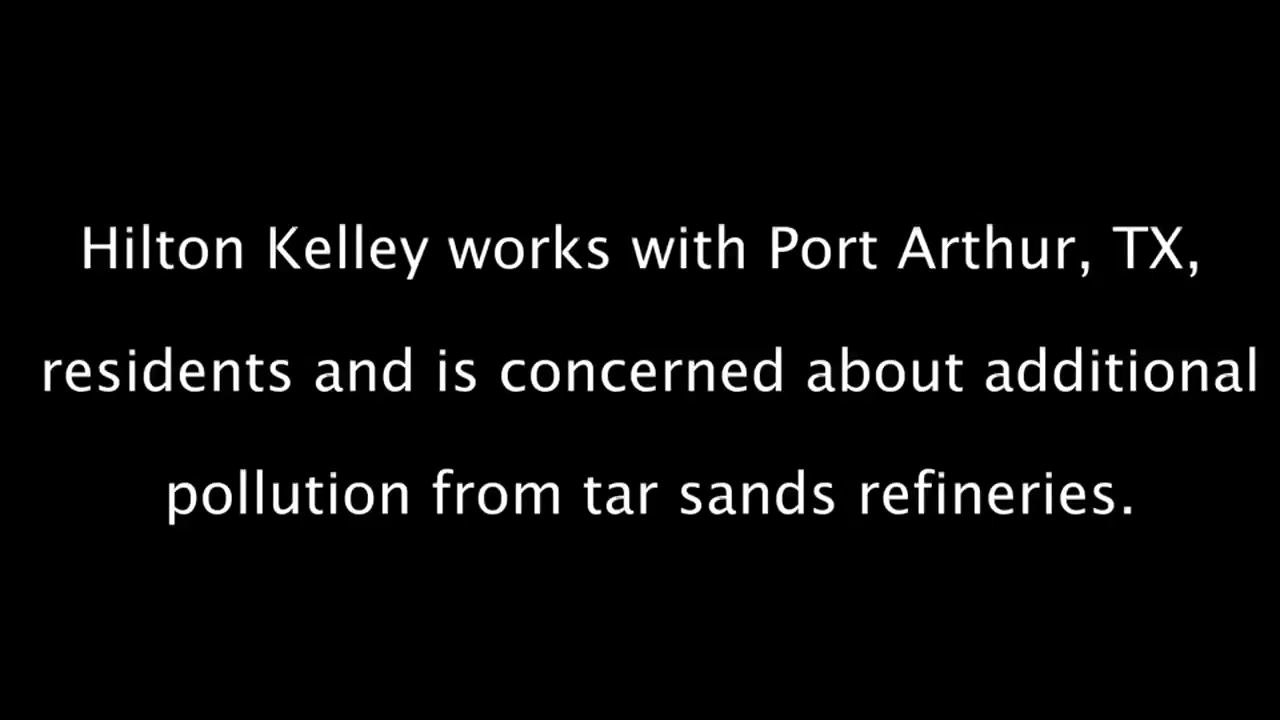 Hilton Kelley works with Port Arthur, TX,
residents and is concerned about additional
pollution from tar sands refineries.